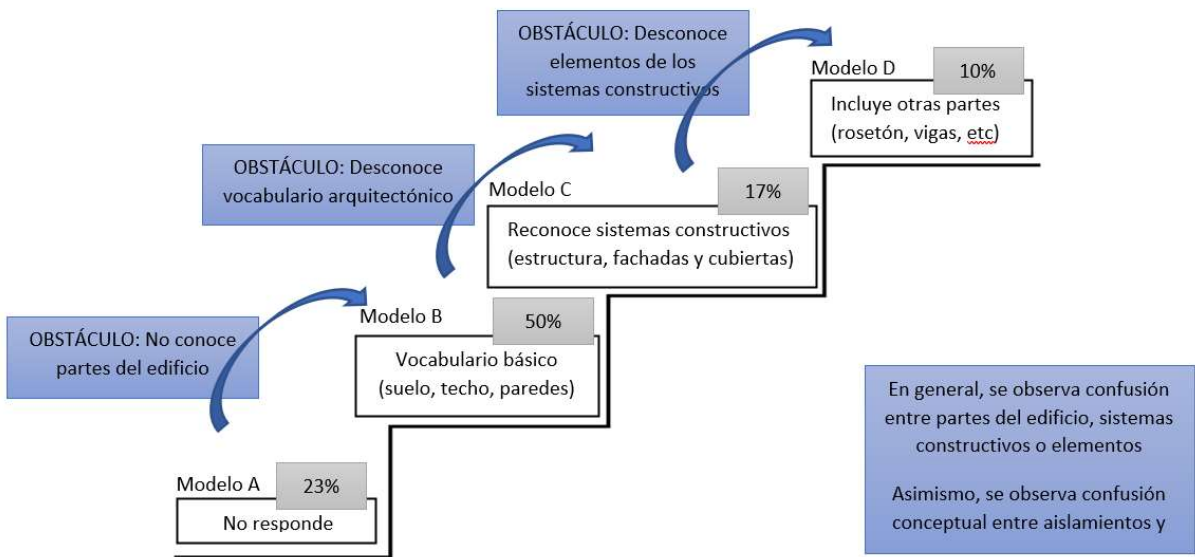 OBSTÁCULO: Desconoce
elementos de los
sistemas constructivos
Modelo D
10%
Incluye otras partes
(rosetón, vigas, etc)
OBSTÁCULO: Desconoce
vocabulario arquitectónico
Modelo C
17%
Reconoce sistemas constructivos
(estructura, fachadas y cubiertas)
OBSTÁCULO: No conoce
partes del edificio
Modelo B
50%
Vocabulario básico
(suelo, techo, paredes)
Modelo A
23%
No responde
En general, se observa confusión
entre partes del edificio, sistemas
constructivos o elementos
Asimismo, se observa confusión
conceptual entre aislamientos y